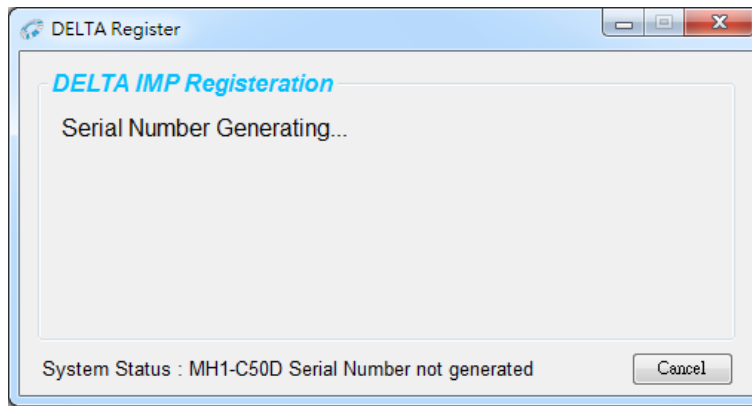 DELTA Register
DELTA IMP Registeration
Serial Number Generating...
System Status : MH1-C50D Serial Number not generated
Cancel